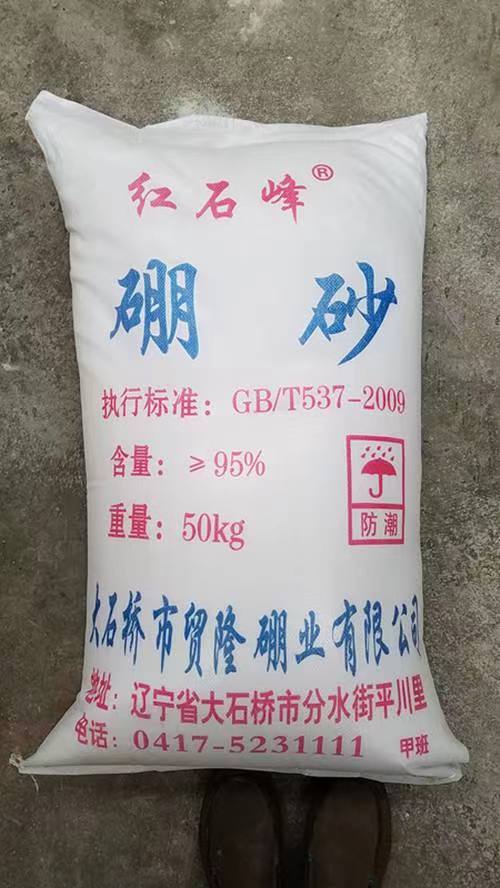 红石峰®
硼砂
执行标准：GB/T537-2009
含量：≥95%
重量：50kg
防潮
大石桥市贸隆硼业有限公司
地址：辽宁省大石桥市分水街平川里
电话：0417-5231111
甲班